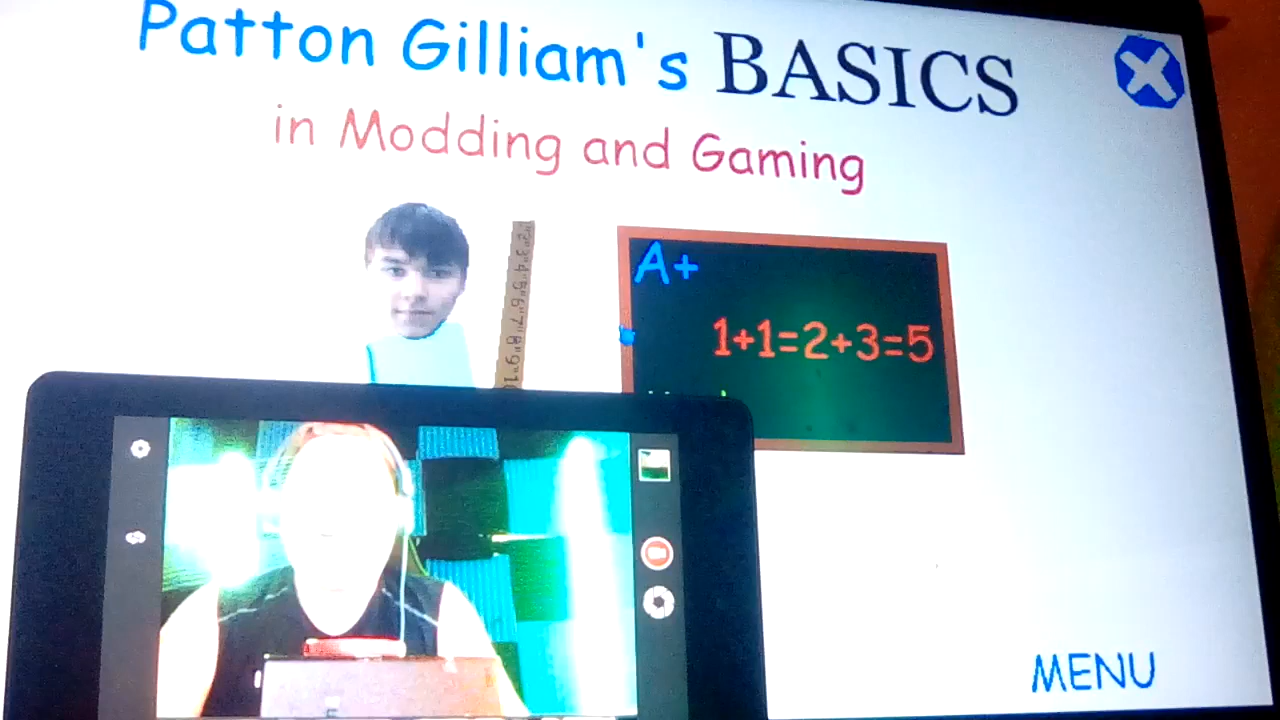 Patton Gilliam's BASICS
in Modding and Gaming
A+
1+1=2+3=5
MENU